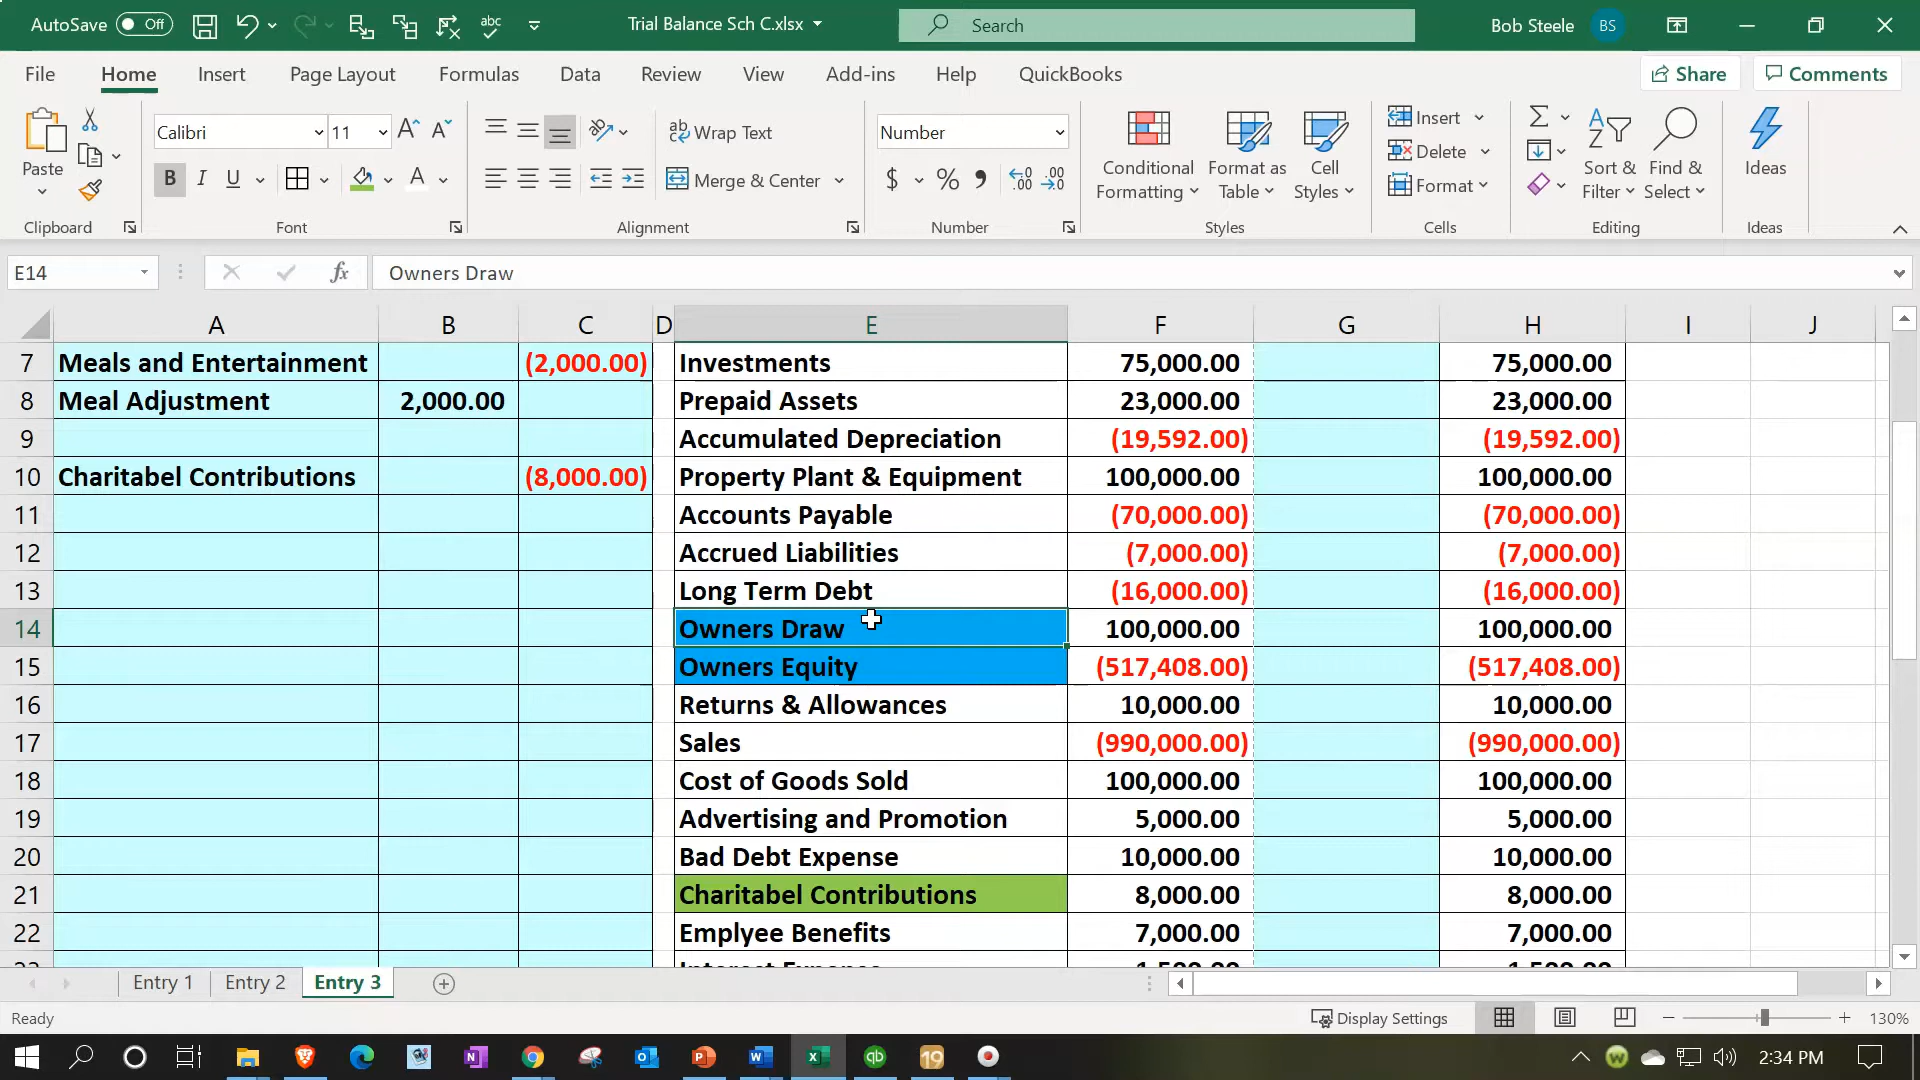 AutoSave Off abc Trial Balance Sch C.xlsx Search Bob Steele BS
File Home Insert Page Layout Formulas Data Review View Add-ins Help QuickBooks Share Comments
Calibri 11 A A ab Wrap Text Number Insert Σ A Z
Paste B I U A Merge & Center $ % 9 .00 .00 Conditional Formatting Format as Table Cell Styles Delete Format Sort & Filter Find & Select Ideas
Clipboard Font Alignment Number Styles Cells Editing Ideas
E14 fx Owners Draw
A B C D E F G H I J
7 Meals and Entertainment (2,000.00) Investments 75,000.00 75,000.00
8 Meal Adjustment 2,000.00 Prepaid Assets 23,000.00 23,000.00
9 Accumulated Depreciation (19,592.00) (19,592.00)
10 Charitabel Contributions (8,000.00) Property Plant & Equipment 100,000.00 100,000.00
11 Accounts Payable (70,000.00) (70,000.00)
12 Accrued Liabilities (7,000.00) (7,000.00)
13 Long Term Debt (16,000.00) (16,000.00)
14 Owners Draw 100,000.00 100,000.00
15 Owners Equity (517,408.00) (517,408.00)
16 Returns & Allowances 10,000.00 10,000.00
17 Sales (990,000.00) (990,000.00)
18 Cost of Goods Sold 100,000.00 100,000.00
19 Advertising and Promotion 5,000.00 5,000.00
20 Bad Debt Expense 10,000.00 10,000.00
21 Charitabel Contributions 8,000.00 8,000.00
22 Emplyee Benefits 7,000.00 7,000.00
Entry 1 Entry 2 Entry 3
Ready Display Settings 130%
2:34 PM